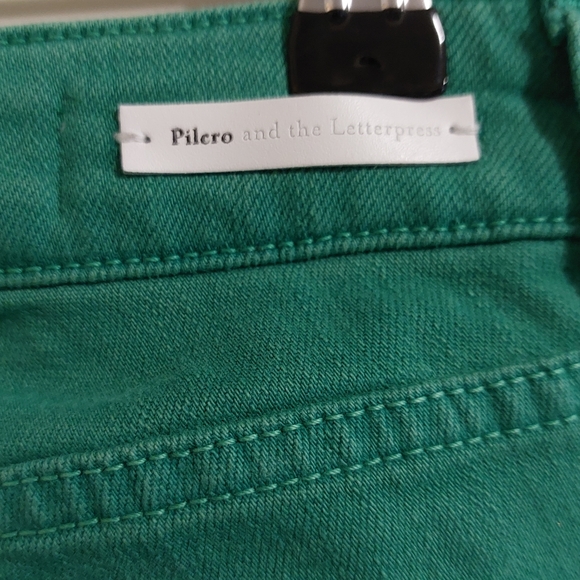 Pilcro and the Letterpress